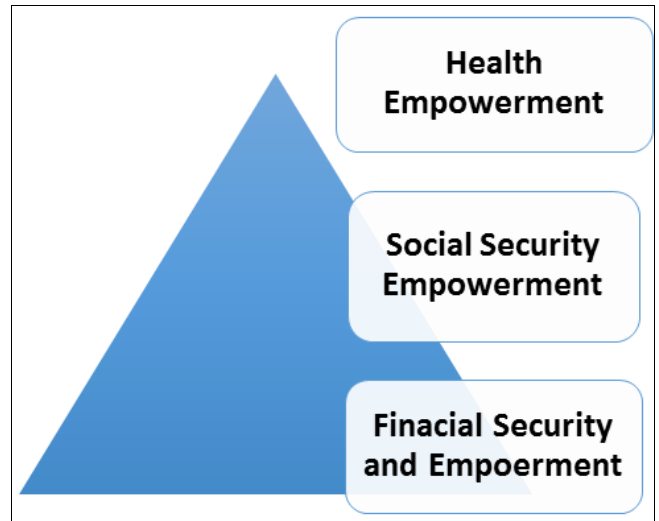 Health
Empowerment
Social Security
Empowerment
Finacial Security
and Empoerment